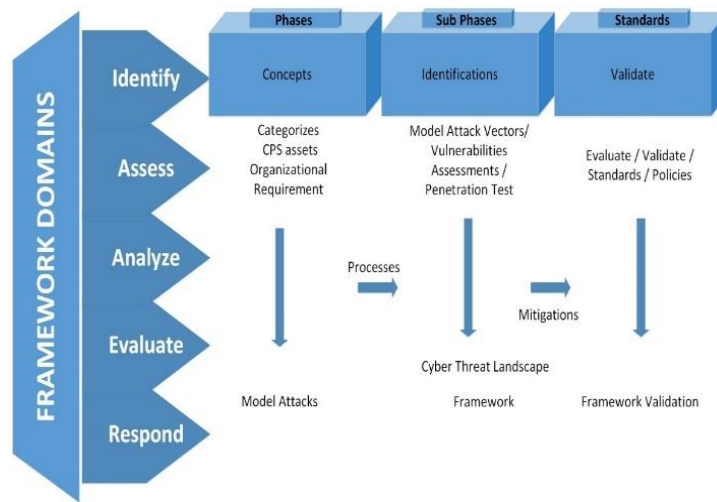 FRAMEWORK DOMAINS
Identify
Assess
Analyze
Evaluate
Respond
Phases
Concepts
Categorizes
CPS assets
Organizational
Requirement
Model Attacks
Processes
Sub Phases
Identifications
Model Attack Vectors/
Vulnerabilities
Assessments /
Penetration Test
Cyber Threat Landscape
Framework
Mitigations
Standards
Validate
Evaluate / Validate /
Standards / Policies
Framework Validation